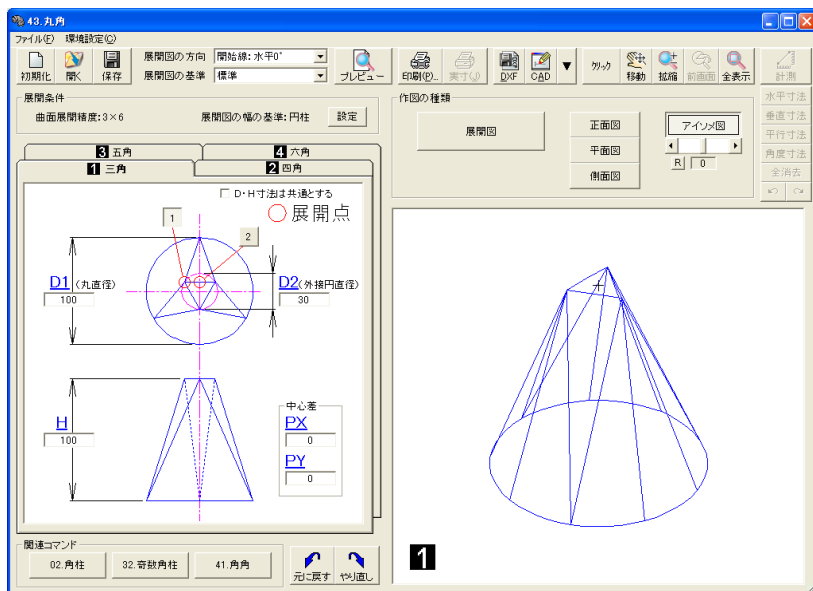 43.丸角
ファイル(F) 環境設定(C)
初期化 開く 保存
展開図の方向 開始線:水平0°
展開図の基準 標準
プレビュー 印刷(P).. 実寸(J) DXF CAD ▼ クリック 移動 拡縮 前画面 全表示 計測
展開条件
曲面展開精度:3×6 展開図の幅の基準:円柱 設定
作図の種類
展開図
正面図
平面図
側面図
アイソメ図
R 0
水平寸法
垂直寸法
平行寸法
角度寸法
全消去
3 五角 4 六角
1 三角 2 四角
D・H寸法は共通とする
○展開点
1
2
D1 (丸直径)
100
D2(外接円直径)
30
H
100
中心差
PX
0
PY
0
関連コマンド
02.角柱 32.奇数角柱 41.角角
元に戻す やり直し
1